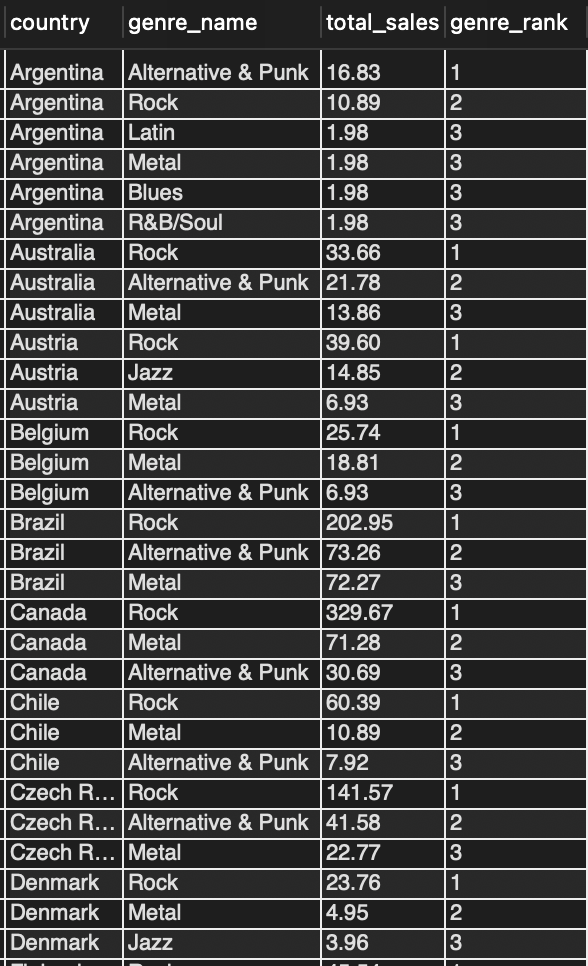 country genre_name total_sales genre_rank
Argentina Alternative & Punk 16.83 1
Argentina Rock 10.89 2
Argentina Latin 1.98 3
Argentina Metal 1.98 3
Argentina Blues 1.98 3
Argentina R&B/Soul 1.98 3
Australia Rock 33.66 1
Australia Alternative & Punk 21.78 2
Australia Metal 13.86 3
Austria Rock 39.60 1
Austria Jazz 14.85 2
Austria Metal 6.93 3
Belgium Rock 25.74 1
Belgium Metal 18.81 2
Belgium Alternative & Punk 6.93 3
Brazil Rock 202.95 1
Brazil Alternative & Punk 73.26 2
Brazil Metal 72.27 3
Canada Rock 329.67 1
Canada Metal 71.28 2
Canada Alternative & Punk 30.69 3
Chile Rock 60.39 1
Chile Metal 10.89 2
Chile Alternative & Punk 7.92 3
Czech R... Rock 141.57 1
Czech R... Alternative & Punk 41.58 2
Czech R... Metal 22.77 3
Denmark Rock 23.76 1
Denmark Metal 4.95 2
Denmark Jazz 3.96 3